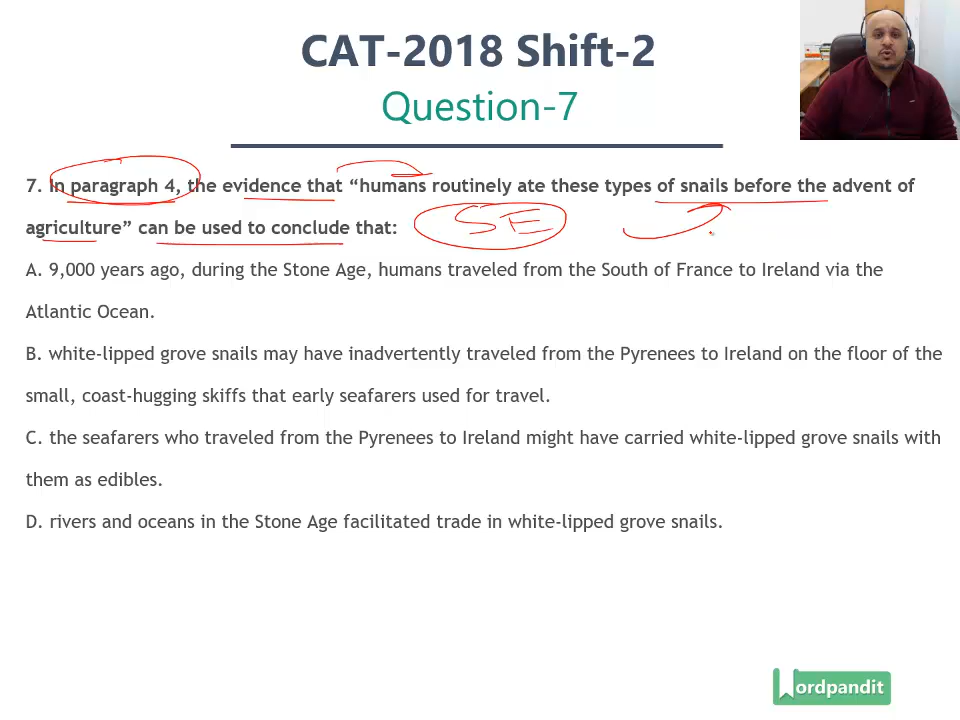 CAT-2018 Shift-2
Question-7
7. In paragraph 4, the evidence that “humans routinely ate these types of snails before the advent of
agriculture” can be used to conclude that:
SE
A. 9,000 years ago, during the Stone Age, humans traveled from the South of France to Ireland via the
Atlantic Ocean.
B. white-lipped grove snails may have inadvertently traveled from the Pyrenees to Ireland on the floor of the
small, coast-hugging skiffs that early seafarers used for travel.
C. the seafarers who traveled from the Pyrenees to Ireland might have carried white-lipped grove snails with
them as edibles.
D. rivers and oceans in the Stone Age facilitated trade in white-lipped grove snails.
Wordpandit